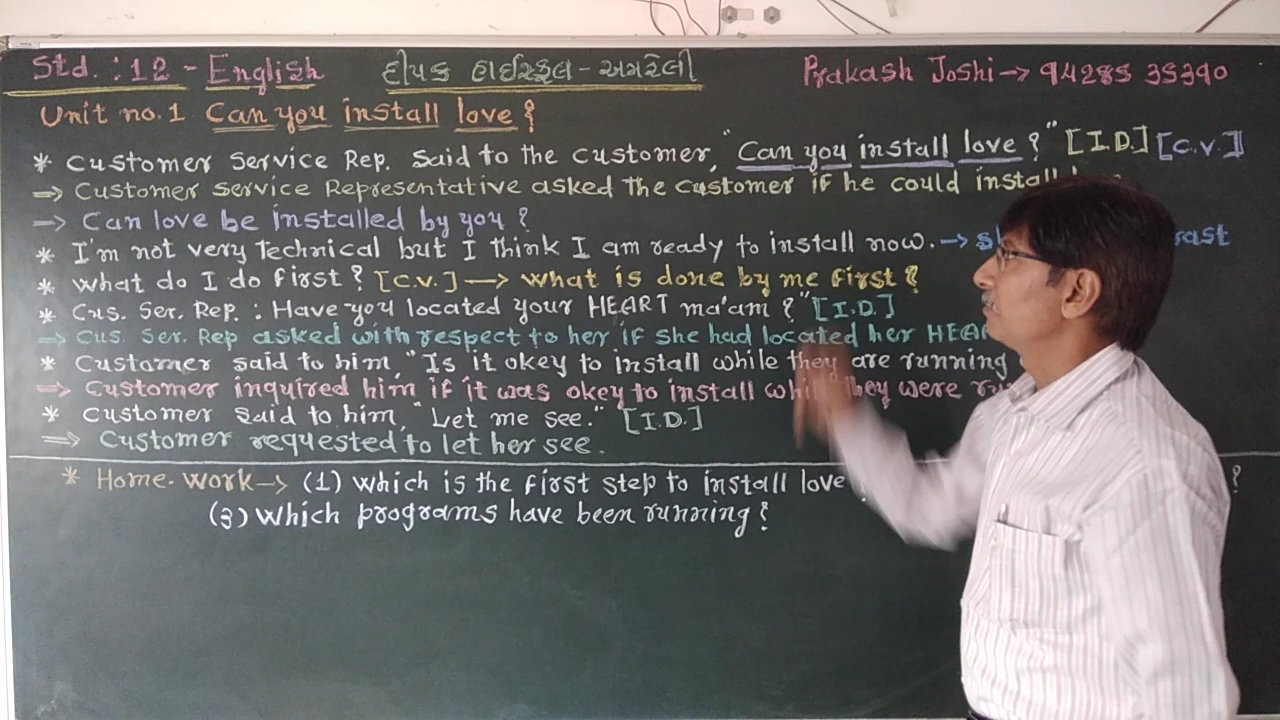 Std. : 12 - English દીપક હાઈસ્કૂલ - અમરેલી Prakash Joshi → 94285 35390
Unit no. 1 Can you install love ?
* Customer Service Rep. said to the customer, "Can you install love ?" [I.D.] [C.V.]
⇒ Customer Service Representative asked the customer if he could install
⇒ Can love be installed by you ?
* I'm not very technical but I think I am ready to install now. →
* What do I do first ? [C.V.] → What is done by me first ?
* Cus. Ser. Rep. : Have you located your HEART ma'am ?" [I.D.]
⇒ Cus. Ser. Rep asked with respect to her if she had located her
* Customer said to him, "Is it okey to install while they are running
⇒ Customer inquired him if it was okey to install they were
* Customer said to him, "Let me see." [I.D.]
⇒ Customer requested to let her see.
* Home. work → (1) Which is the first step to install love ?
(3) Which programs have been running ?